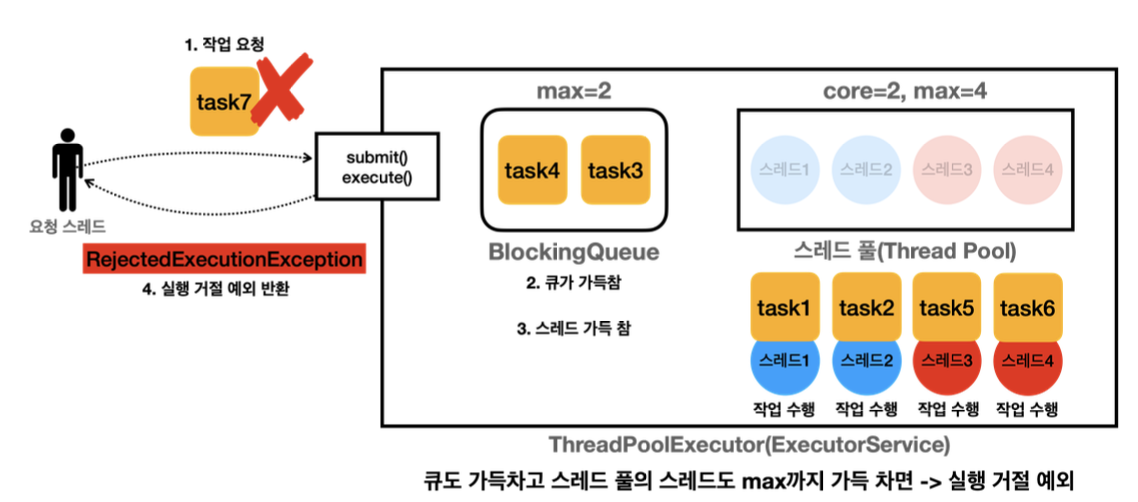 1. 작업 요청
task7
요청 스레드
submit()
execute()
RejectedExecutionException
4. 실행 거절 예외 반환
max=2
task4 task3
BlockingQueue
2. 큐가 가득참
3. 스레드 가득 참
core=2, max=4
스레드1 스레드2 스레드3 스레드4
스레드 풀(Thread Pool)
task1 task2 task5 task6
스레드1 스레드2 스레드3 스레드4
작업 수행 작업 수행 작업 수행 작업 수행
ThreadPoolExecutor(ExecutorService)
큐도 가득차고 스레드 풀의 스레드도 max까지 가득 차면 -> 실행 거절 예외